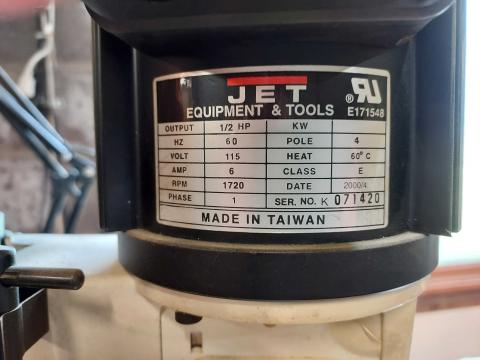 JET
EQUIPMENT & TOOLS
® RU E171548
OUTPUT 1/2 HP KW
HZ 60 POLE 4
VOLT 115 HEAT 60°C
AMP 6 CLASS E
RPM 1720 DATE 2000/4
PHASE 1 SER. NO. K 071420
MADE IN TAIWAN